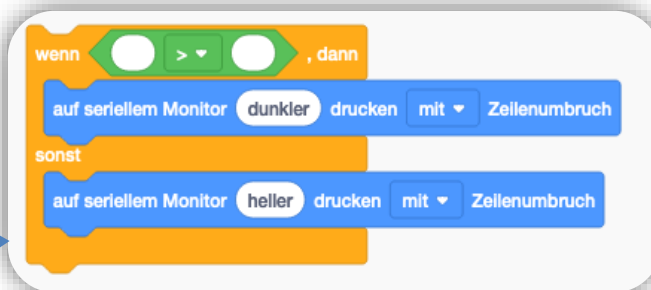 wenn > , dann
auf seriellem Monitor dunkler drucken mit Zeilenumbruch
sonst
auf seriellem Monitor heller drucken mit Zeilenumbruch